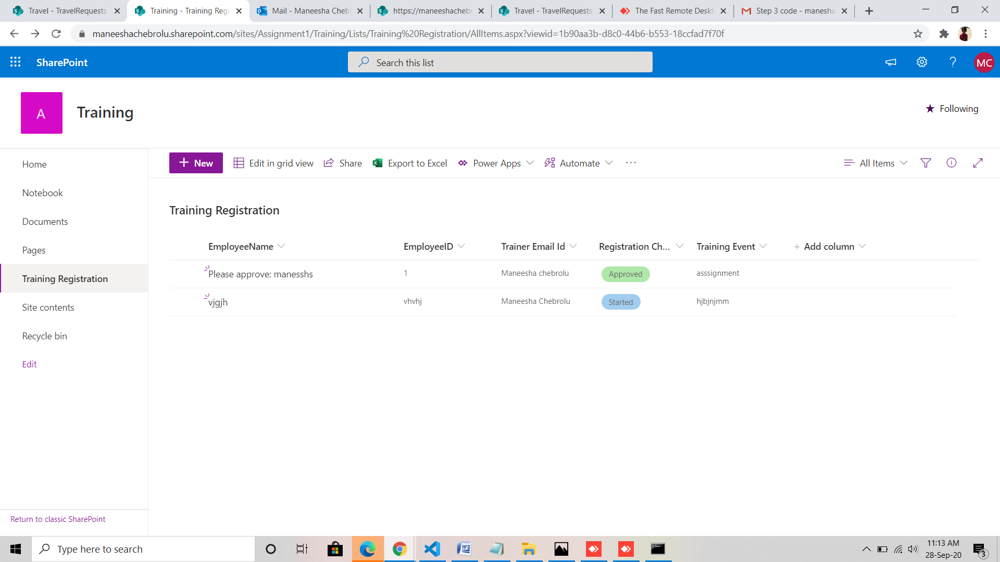 Travel - TravelRequests
Training - Training Regi
Mail - Maneesha Chebr
https://maneeshachebr
Travel - TravelRequests
The Fast Remote Deskt
Step 3 code - manesha
maneeshachebrolu.sharepoint.com/sites/Assignment1/Training/Lists/Training%20Registration/AllItems.aspx?viewid=1b90aa3b-d8c0-44b6-b553-18ccfad7f70f
SharePoint
Search this list
MC
A
Training
Following
Home
Notebook
Documents
Pages
Training Registration
Site contents
Recycle bin
Edit
Return to classic SharePoint
New
Edit in grid view
Share
Export to Excel
Power Apps
Automate
All Items
Training Registration
EmployeeName EmployeeID Trainer Email Id Registration Ch... Training Event + Add column
Please approve: manesshs 1 Maneesha chebrolu Approved asssignment
vjgjh vhvhj Maneesha Chebrolu Started hjbjnjmm
Type here to search
11:13 AM
28-Sep-20
3